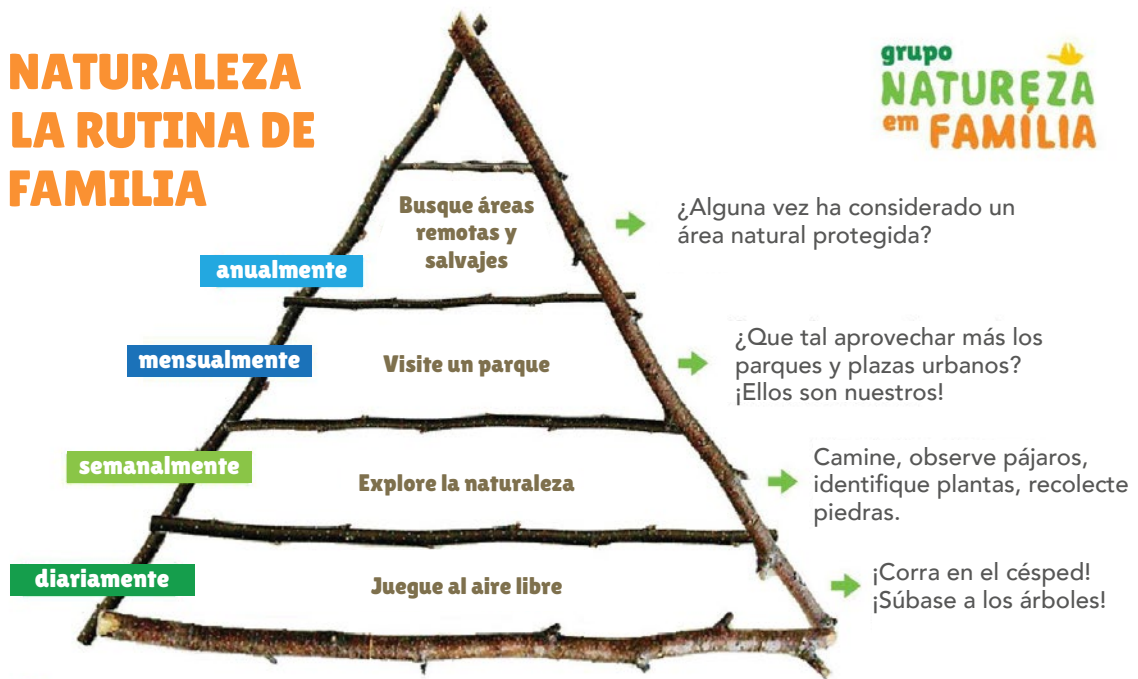 NATURALEZA
LA RUTINA DE
FAMILIA
grupo
NATUREZA
em FAMÍLIA
Busque áreas
remotas y
salvajes
¿Alguna vez ha considerado un
área natural protegida?
anualmente
mensualmente
Visite un parque
¿Que tal aprovechar más los
parques y plazas urbanos?
¡Ellos son nuestros!
semanalmente
Explore la naturaleza
Camine, observe pájaros,
identifique plantas, recolecte
piedras.
diariamente
Juegue al aire libre
¡Corra en el césped!
¡Súbase a los árboles!